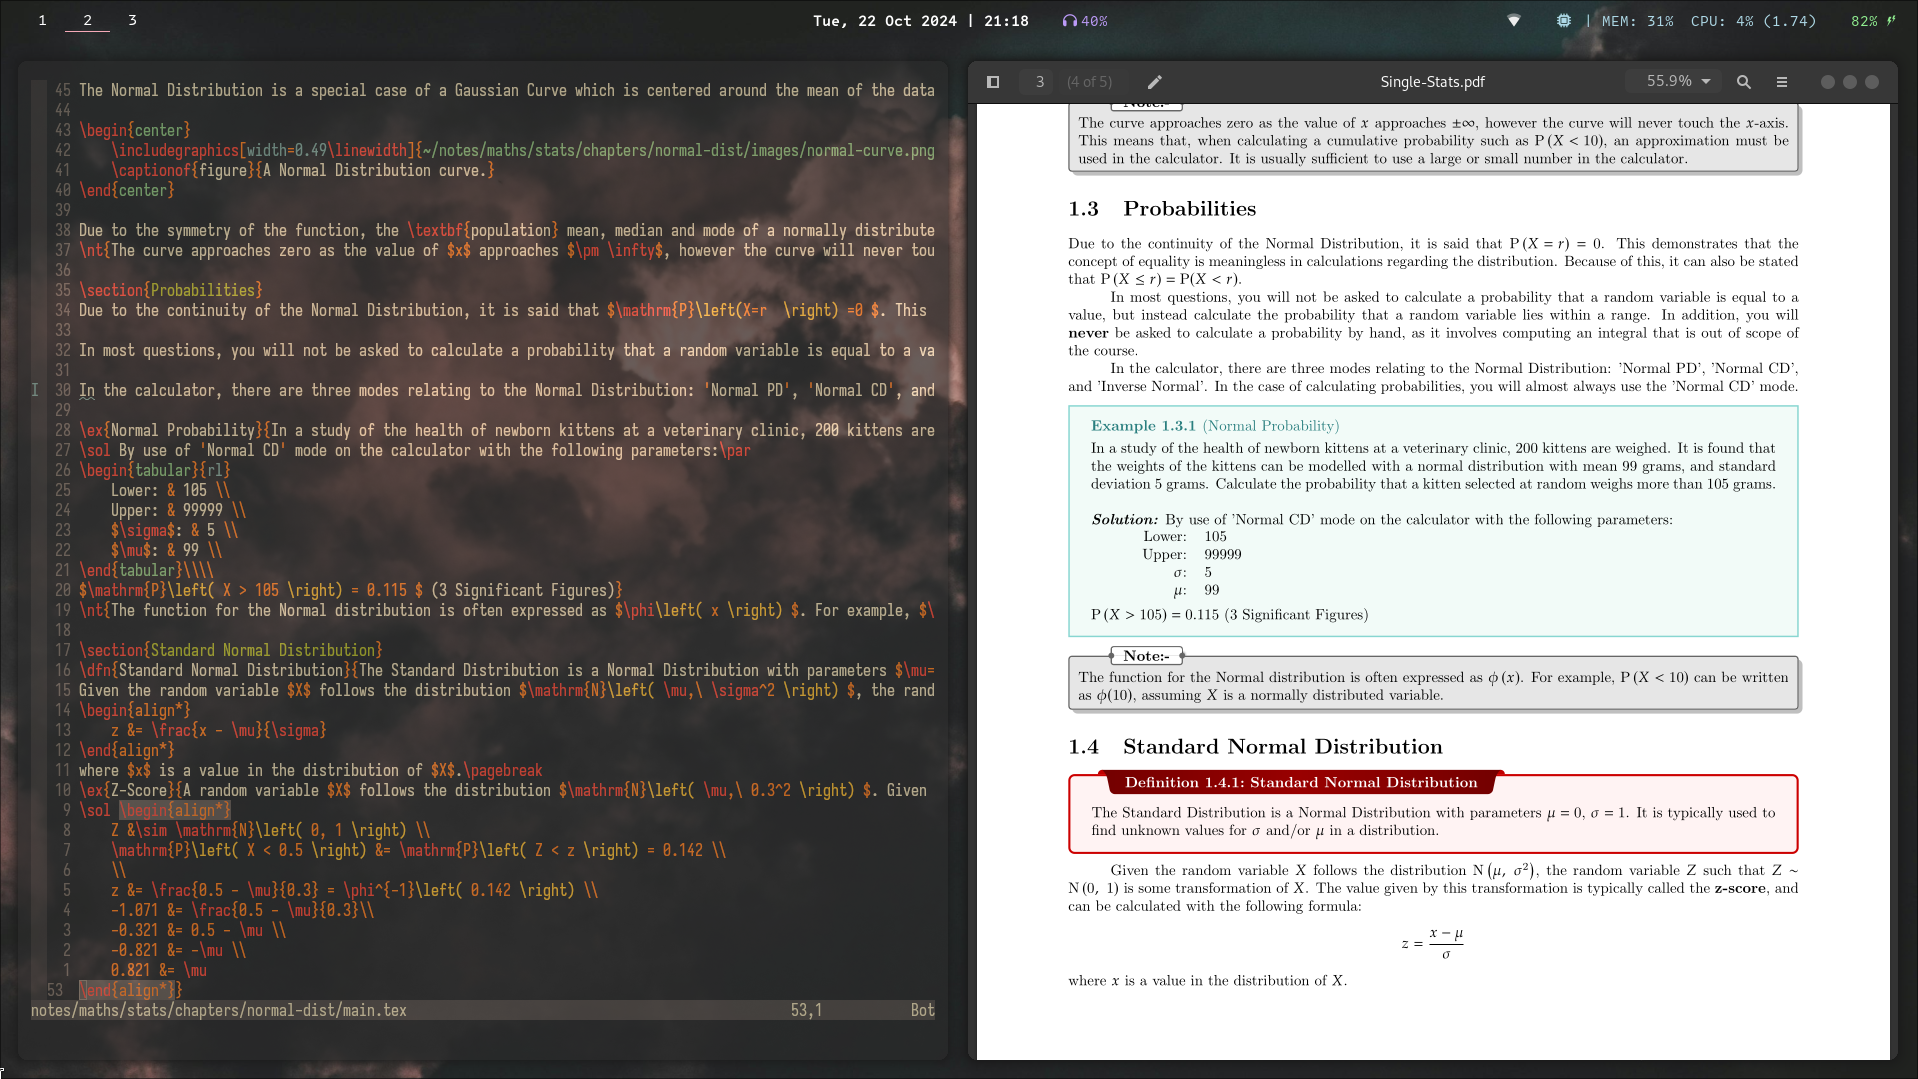 1 2 3 Tue, 22 Oct 2024 | 21:18 40% | MEM: 31% CPU: 4% (1.74) 82%
45 The Normal Distribution is a special case of a Gaussian Curve which is centered around the mean of the data
44
43 \begin{center}
42 \includegraphics[width=0.49\linewidth]{~/notes/maths/stats/chapters/normal-dist/images/normal-curve.png
41 \captionof{figure}{A Normal Distribution curve.}
40 \end{center}
39
38 Due to the symmetry of the function, the \textbf{population} mean, median and mode of a normally distribute
37 \nt{The curve approaches zero as the value of $x$ approaches $\pm \infty$, however the curve will never tou
36
35 \section{Probabilities}
34 Due to the continuity of the Normal Distribution, it is said that $\mathrm{P}\left(X=r \right) =0 $. This
33
32 In most questions, you will not be asked to calculate a probability that a random variable is equal to a va
31
I 30 In the calculator, there are three modes relating to the Normal Distribution: 'Normal PD', 'Normal CD', and
29
28 \ex{Normal Probability}{In a study of the health of newborn kittens at a veterinary clinic, 200 kittens are
27 \sol By use of 'Normal CD' mode on the calculator with the following parameters:\par
26 \begin{tabular}{rl}
25 Lower: & 105 \\
24 Upper: & 99999 \\
23 $\sigma$: & 5 \\
22 $\mu$: & 99 \\
21 \end{tabular}\\\\
20 $\mathrm{P}\left( X > 105 \right) = 0.115 $ (3 Significant Figures)}
19 \nt{The function for the Normal distribution is often expressed as $\phi\left( x \right) $. For example, $\
18
17 \section{Standard Normal Distribution}
16 \dfn{Standard Normal Distribution}{The Standard Distribution is a Normal Distribution with parameters $\mu=
15 Given the random variable $X$ follows the distribution $\mathrm{N}\left( \mu,\ \sigma^2 \right) $, the rand
14 \begin{align*}
13 z &= \frac{x - \mu}{\sigma}
12 \end{align*}
11 where $x$ is a value in the distribution of $X$.\pagebreak
10 \ex{Z-Score}{A random variable $X$ follows the distribution $\mathrm{N}\left( \mu,\ 0.3^2 \right) $. Given
9 \sol \begin{align*}
8 Z &\sim \mathrm{N}\left( 0, 1 \right) \\
7 \mathrm{P}\left( X < 0.5 \right) &= \mathrm{P}\left( Z < z \right) = 0.142 \\
6 \\
5 z &= \frac{0.5 - \mu}{0.3} = \phi^{-1}\left( 0.142 \right) \\
4 -1.071 &= \frac{0.5 - \mu}{0.3}\\
3 -0.321 &= 0.5 - \mu \\
2 -0.821 &= -\mu \\
1 0.821 &= \mu
53 \end{align*}}
notes/maths/stats/chapters/normal-dist/main.tex 53,1 Bot
3 (4 of 5) Single-Stats.pdf 55.9%
Note:-
The curve approaches zero as the value of x approaches ±∞, however the curve will never touch the x-axis.
This means that, when calculating a cumulative probability such as P (X < 10), an approximation must be
used in the calculator. It is usually sufficient to use a large or small number in the calculator.
1.3 Probabilities
Due to the continuity of the Normal Distribution, it is said that P (X = r) = 0. This demonstrates that the
concept of equality is meaningless in calculations regarding the distribution. Because of this, it can also be stated
that P (X ≤ r) = P(X < r).
In most questions, you will not be asked to calculate a probability that a random variable is equal to a
value, but instead calculate the probability that a random variable lies within a range. In addition, you will
never be asked to calculate a probability by hand, as it involves computing an integral that is out of scope of
the course.
In the calculator, there are three modes relating to the Normal Distribution: 'Normal PD', 'Normal CD',
and 'Inverse Normal'. In the case of calculating probabilities, you will almost always use the 'Normal CD' mode.
Example 1.3.1 (Normal Probability)
In a study of the health of newborn kittens at a veterinary clinic, 200 kittens are weighed. It is found that
the weights of the kittens can be modelled with a normal distribution with mean 99 grams, and standard
deviation 5 grams. Calculate the probability that a kitten selected at random weighs more than 105 grams.
Solution: By use of 'Normal CD' mode on the calculator with the following parameters:
Lower: 105
Upper: 99999
σ: 5
μ: 99
P (X > 105) = 0.115 (3 Significant Figures)
Note:-
The function for the Normal distribution is often expressed as ϕ (x). For example, P (X < 10) can be written
as ϕ(10), assuming X is a normally distributed variable.
1.4 Standard Normal Distribution
Definition 1.4.1: Standard Normal Distribution
The Standard Distribution is a Normal Distribution with parameters μ = 0, σ = 1. It is typically used to
find unknown values for σ and/or μ in a distribution.
Given the random variable X follows the distribution N (μ, σ²), the random variable Z such that Z ∼
N (0, 1) is some transformation of X. The value given by this transformation is typically called the z-score, and
can be calculated with the following formula:
z = (x − μ)/σ
where x is a value in the distribution of X.